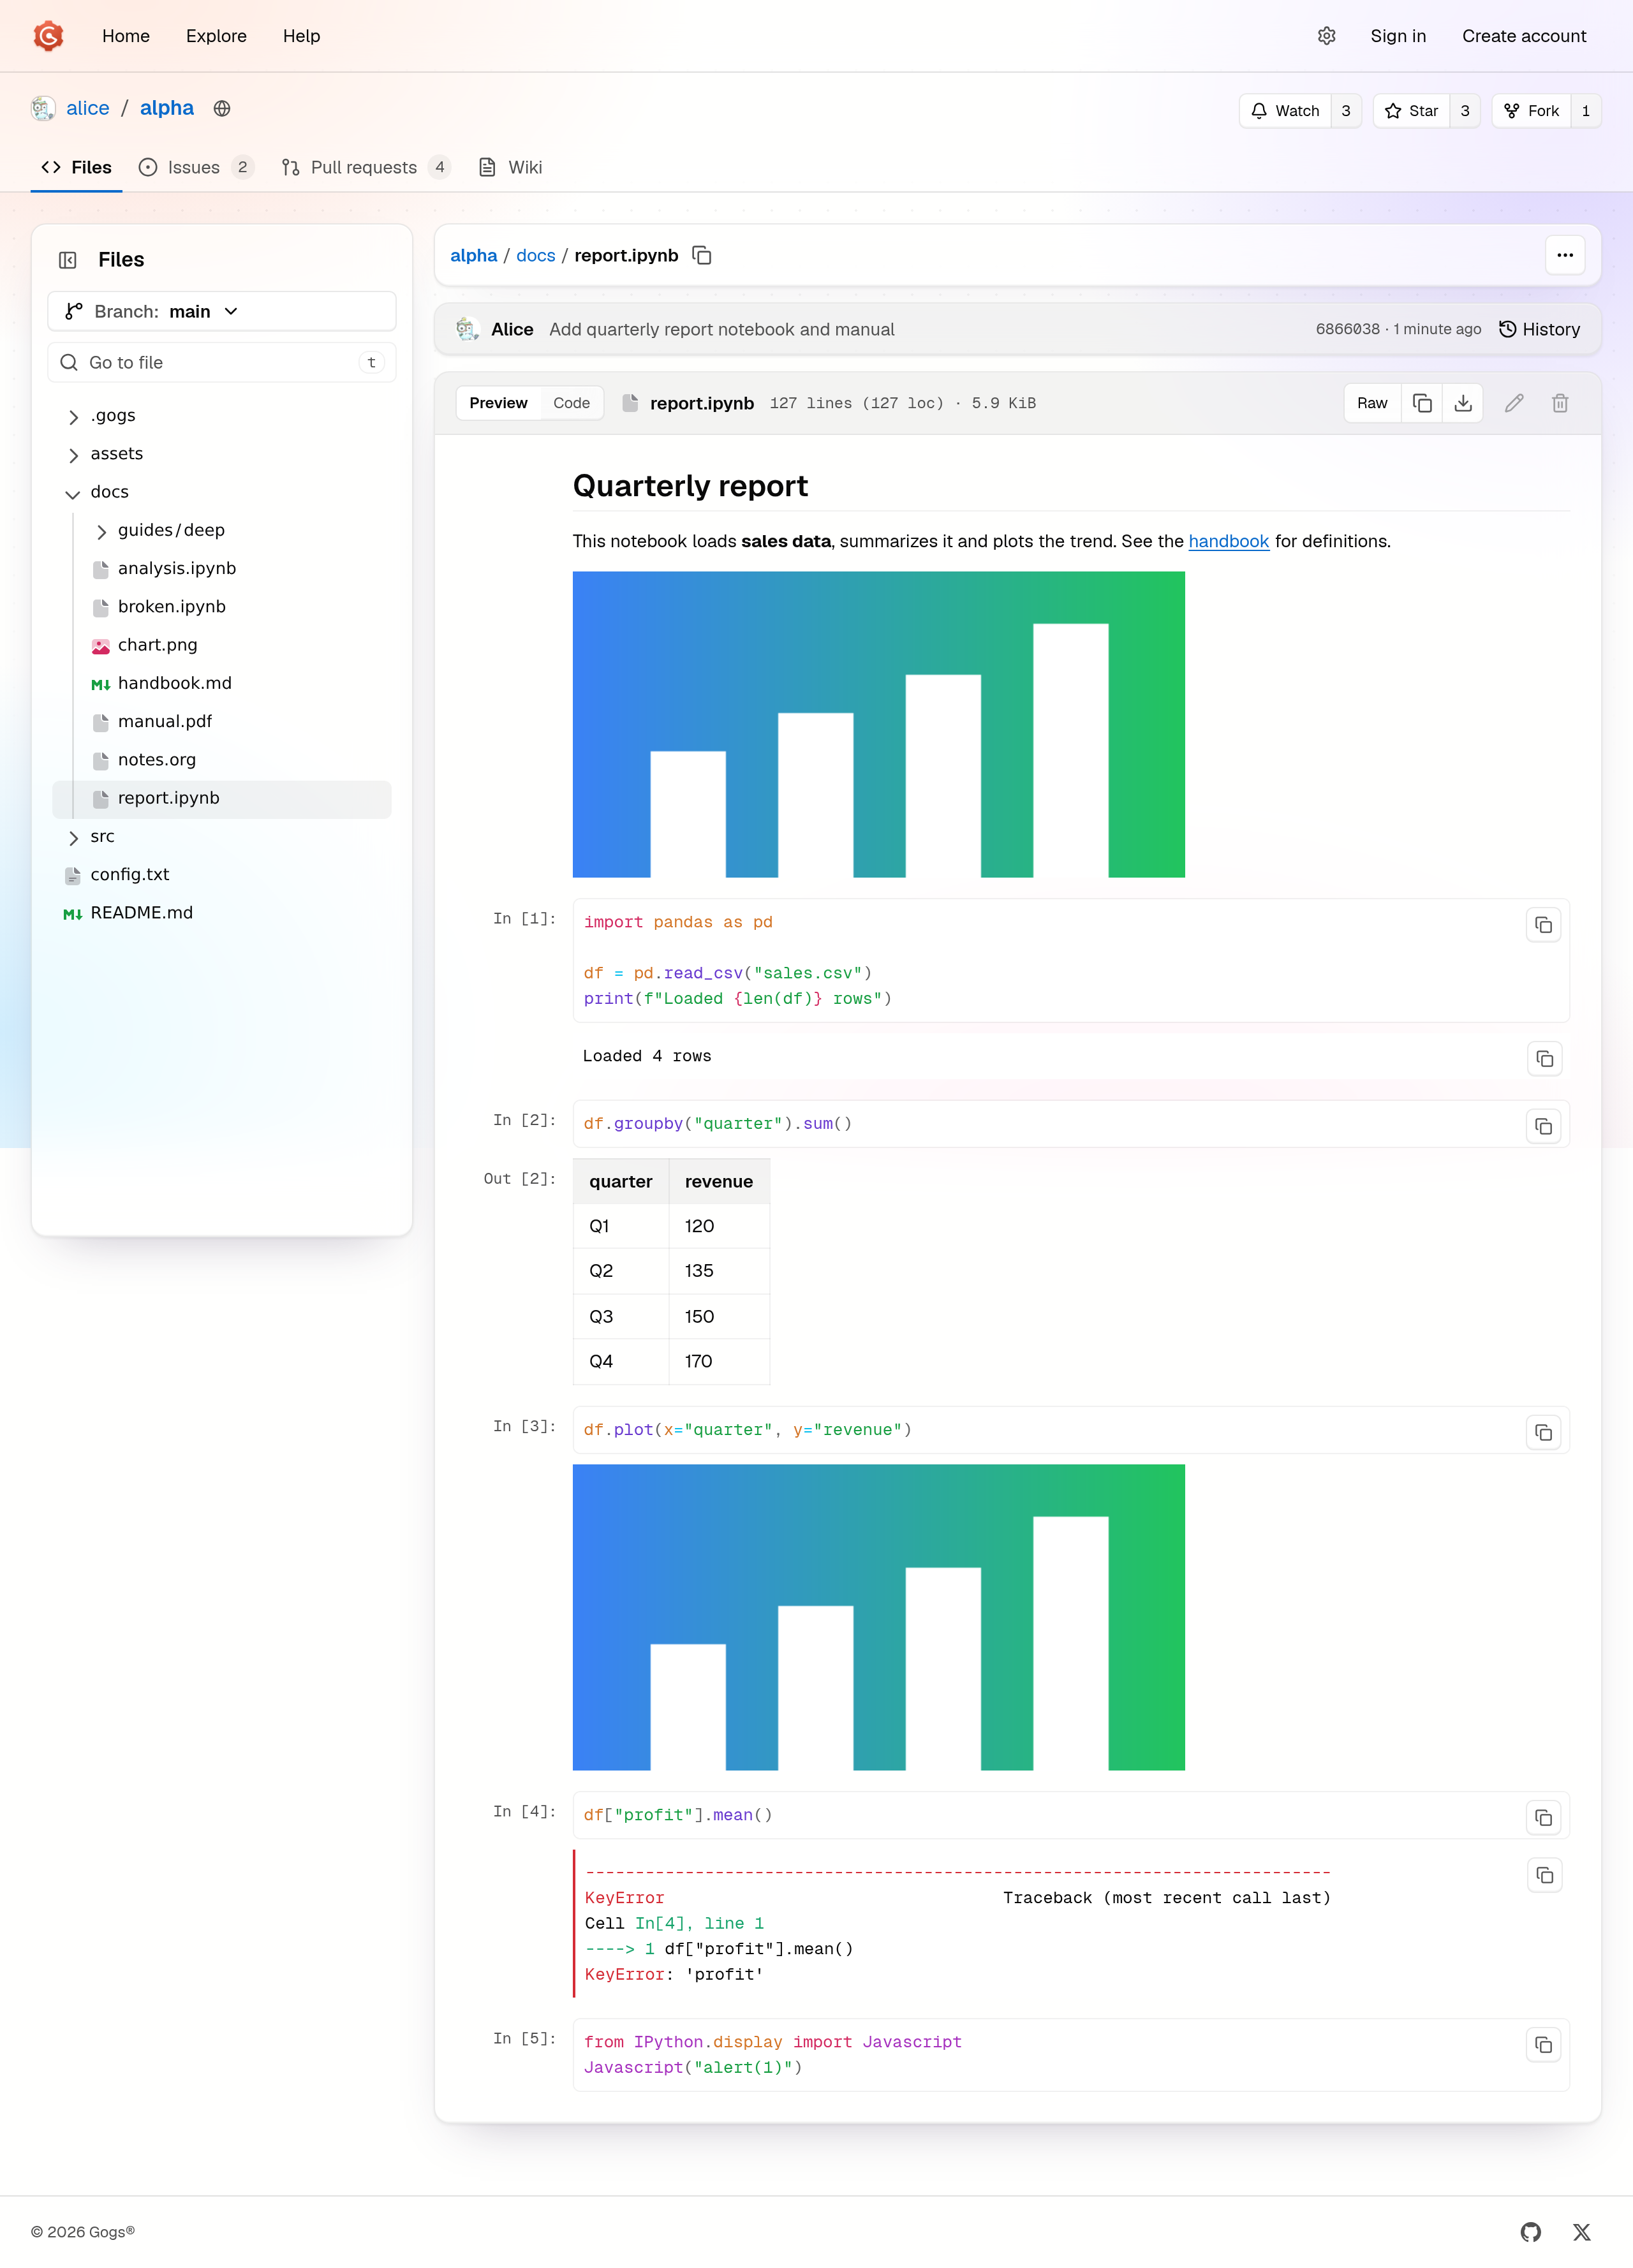 Home Explore Help Sign in Create account
alice / alpha Watch 3 Star 3 Fork 1
Files Issues 2 Pull requests 4 Wiki
Files
Branch: main
Go to file t
.gogs
assets
docs
guides/deep
analysis.ipynb
broken.ipynb
chart.png
handbook.md
manual.pdf
notes.org
report.ipynb
src
config.txt
README.md
alpha / docs / report.ipynb
Alice Add quarterly report notebook and manual 6866038 · 1 minute ago History
Preview Code report.ipynb 127 lines (127 loc) · 5.9 KiB Raw
Quarterly report
This notebook loads sales data, summarizes it and plots the trend. See the handbook for definitions.
In [1]: import pandas as pd
df = pd.read_csv("sales.csv")
print(f"Loaded {len(df)} rows")
Loaded 4 rows
In [2]: df.groupby("quarter").sum()
Out [2]: quarter revenue
Q1 120
Q2 135
Q3 150
Q4 170
In [3]: df.plot(x="quarter", y="revenue")
In [4]: df["profit"].mean()
---------------------------------------------------------------------------
KeyError                                  Traceback (most recent call last)
Cell In[4], line 1
----> 1 df["profit"].mean()
KeyError: 'profit'
In [5]: from IPython.display import Javascript
Javascript("alert(1)")
© 2026 Gogs®